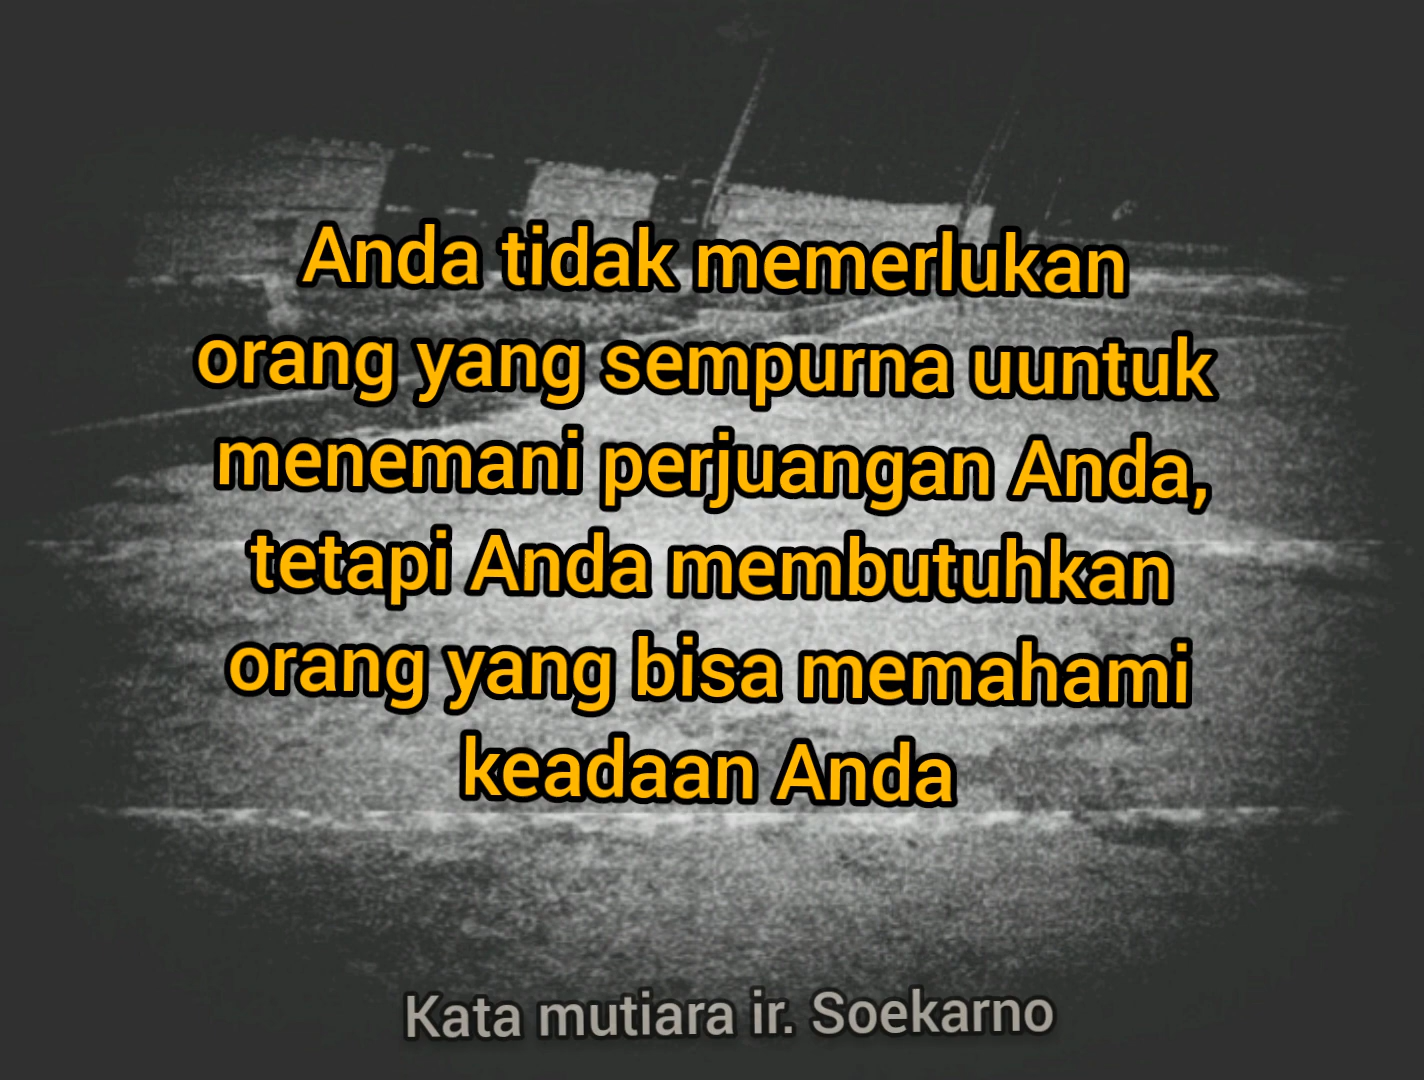 Anda tidak memerlukan
orang yang sempurna uuntuk
menemani perjuangan Anda,
tetapi Anda membutuhkan
orang yang bisa memahami
keadaan Anda
Kata mutiara ir. Soekarno